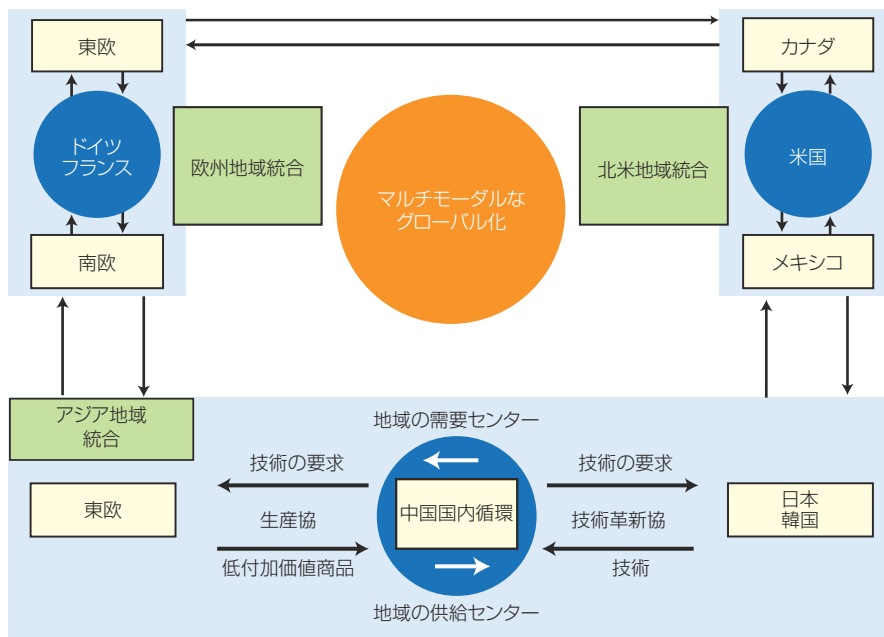 東欧
ドイツ
フランス
南欧
欧州地域統合
マルチモーダルな
グローバル化
北米地域統合
カナダ
米国
メキシコ
アジア地域
統合
地域の需要センター
技術の要求
技術の要求
東欧
生産協
中国国内循環
技術革新協
日本
韓国
低付加価値商品
技術
地域の供給センター